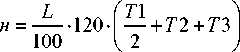 н = L/100 · 120 · (T1/2 + T2 + T3)